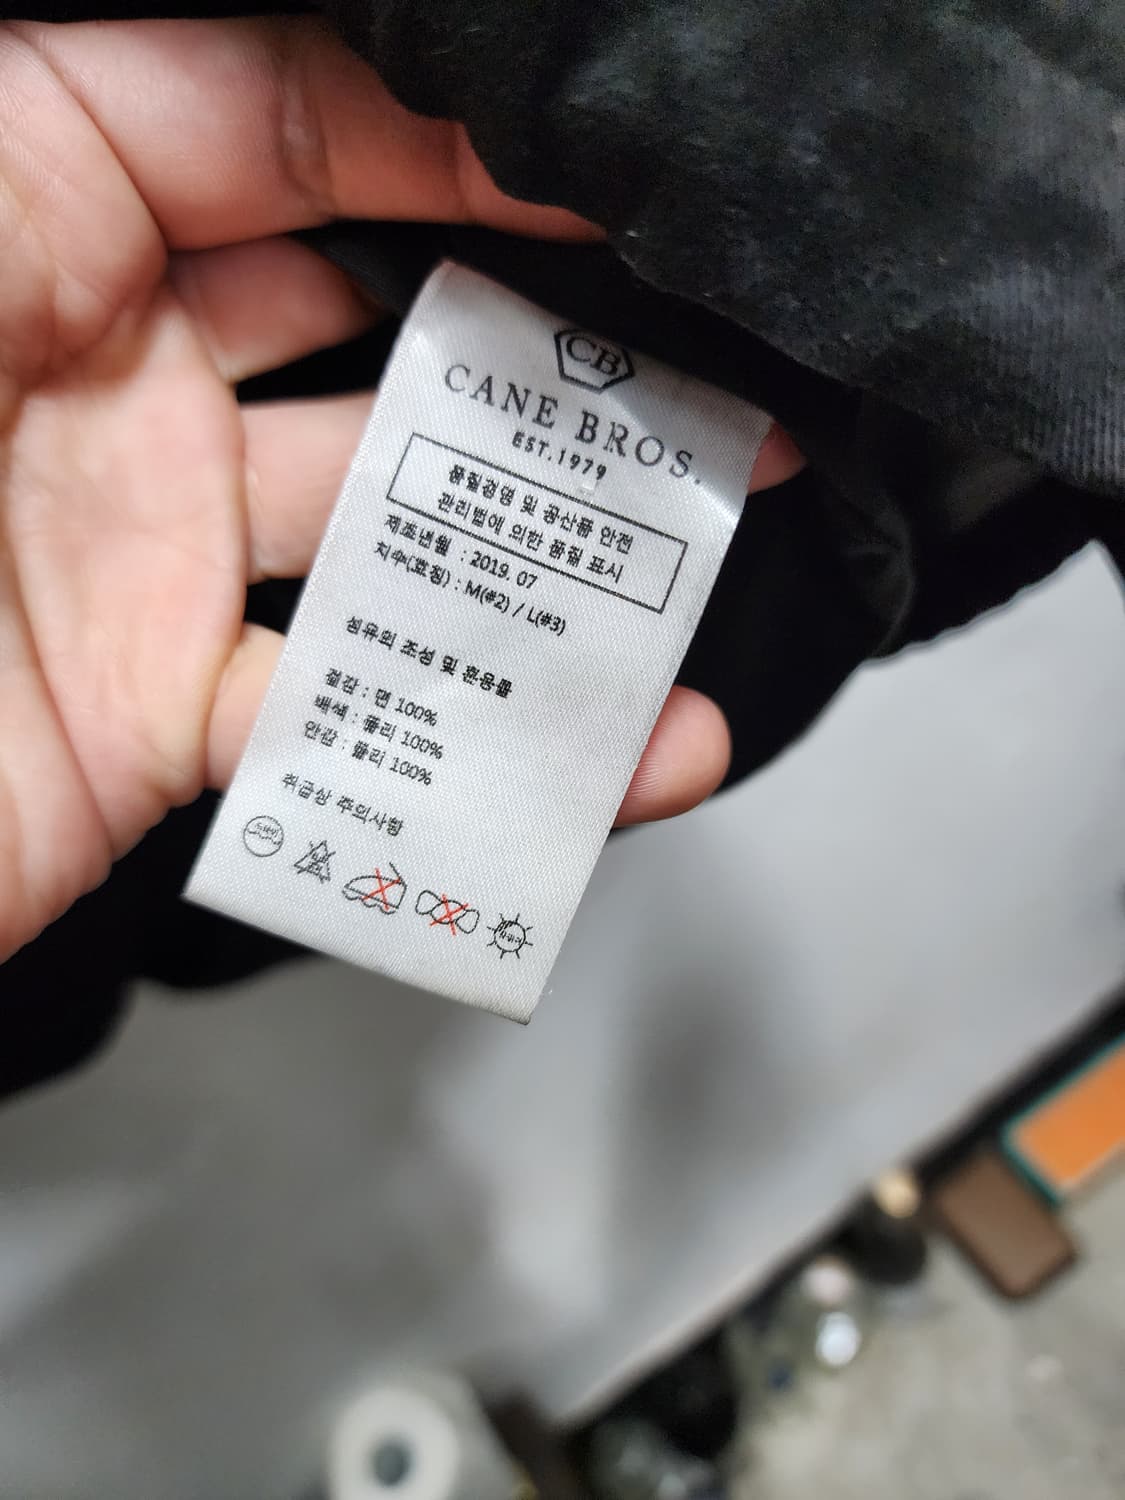 CB
CANE BROS.
EST.1979
품질경영 및 공산품 안전
관리법에 의한 품질 표시
제조년월 : 2019. 07
치수(호칭) : M(#2) / L(#3)
섬유의 조성 및 혼용률
겉감 : 면 100%
배색 : 폴리 100%
안감 : 폴리 100%
취급상 주의사항
드라이